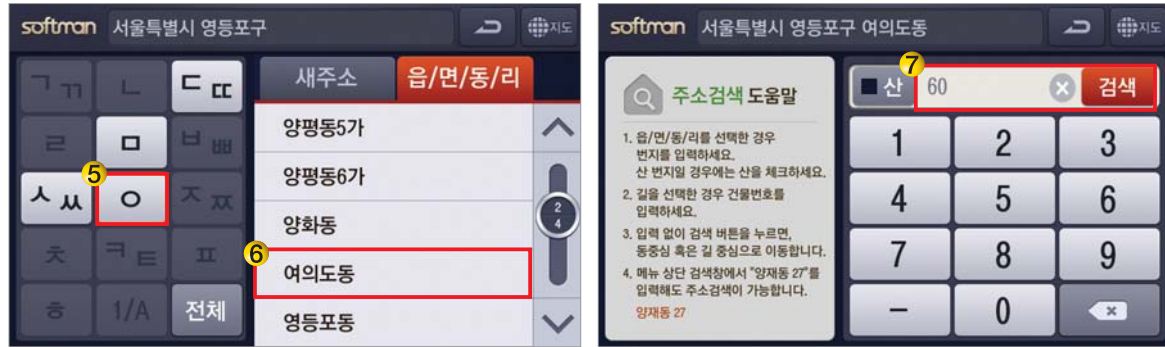 softman 서울특별시 영등포구 지도
ㄱㄲ ㄴ ㄷㄸ
ㄹ ㅁ ㅂㅃ
5
ㅅㅆ ㅇ ㅈㅉ
ㅊ ㅋㅌ ㅍ
ㅎ 1/A 전체
새주소 읍/면/동/리
양평동5가
양평동6가
양화동
6
여의도동
영등포동
2
4
softman 서울특별시 영등포구 여의도동 지도
주소검색 도움말
1. 읍/면/동/리를 선택한 경우
번지를 입력하세요.
산 번지일 경우에는 산을 체크하세요.
2. 길을 선택한 경우 건물번호를
입력하세요.
3. 입력 없이 검색 버튼을 누르면,
동중심 혹은 길 중심으로 이동합니다.
4. 메뉴 상단 검색창에서 "양재동 27"를
입력해도 주소검색이 가능합니다.
양재동 27
7
산 60 검색
1 2 3
4 5 6
7 8 9
- 0